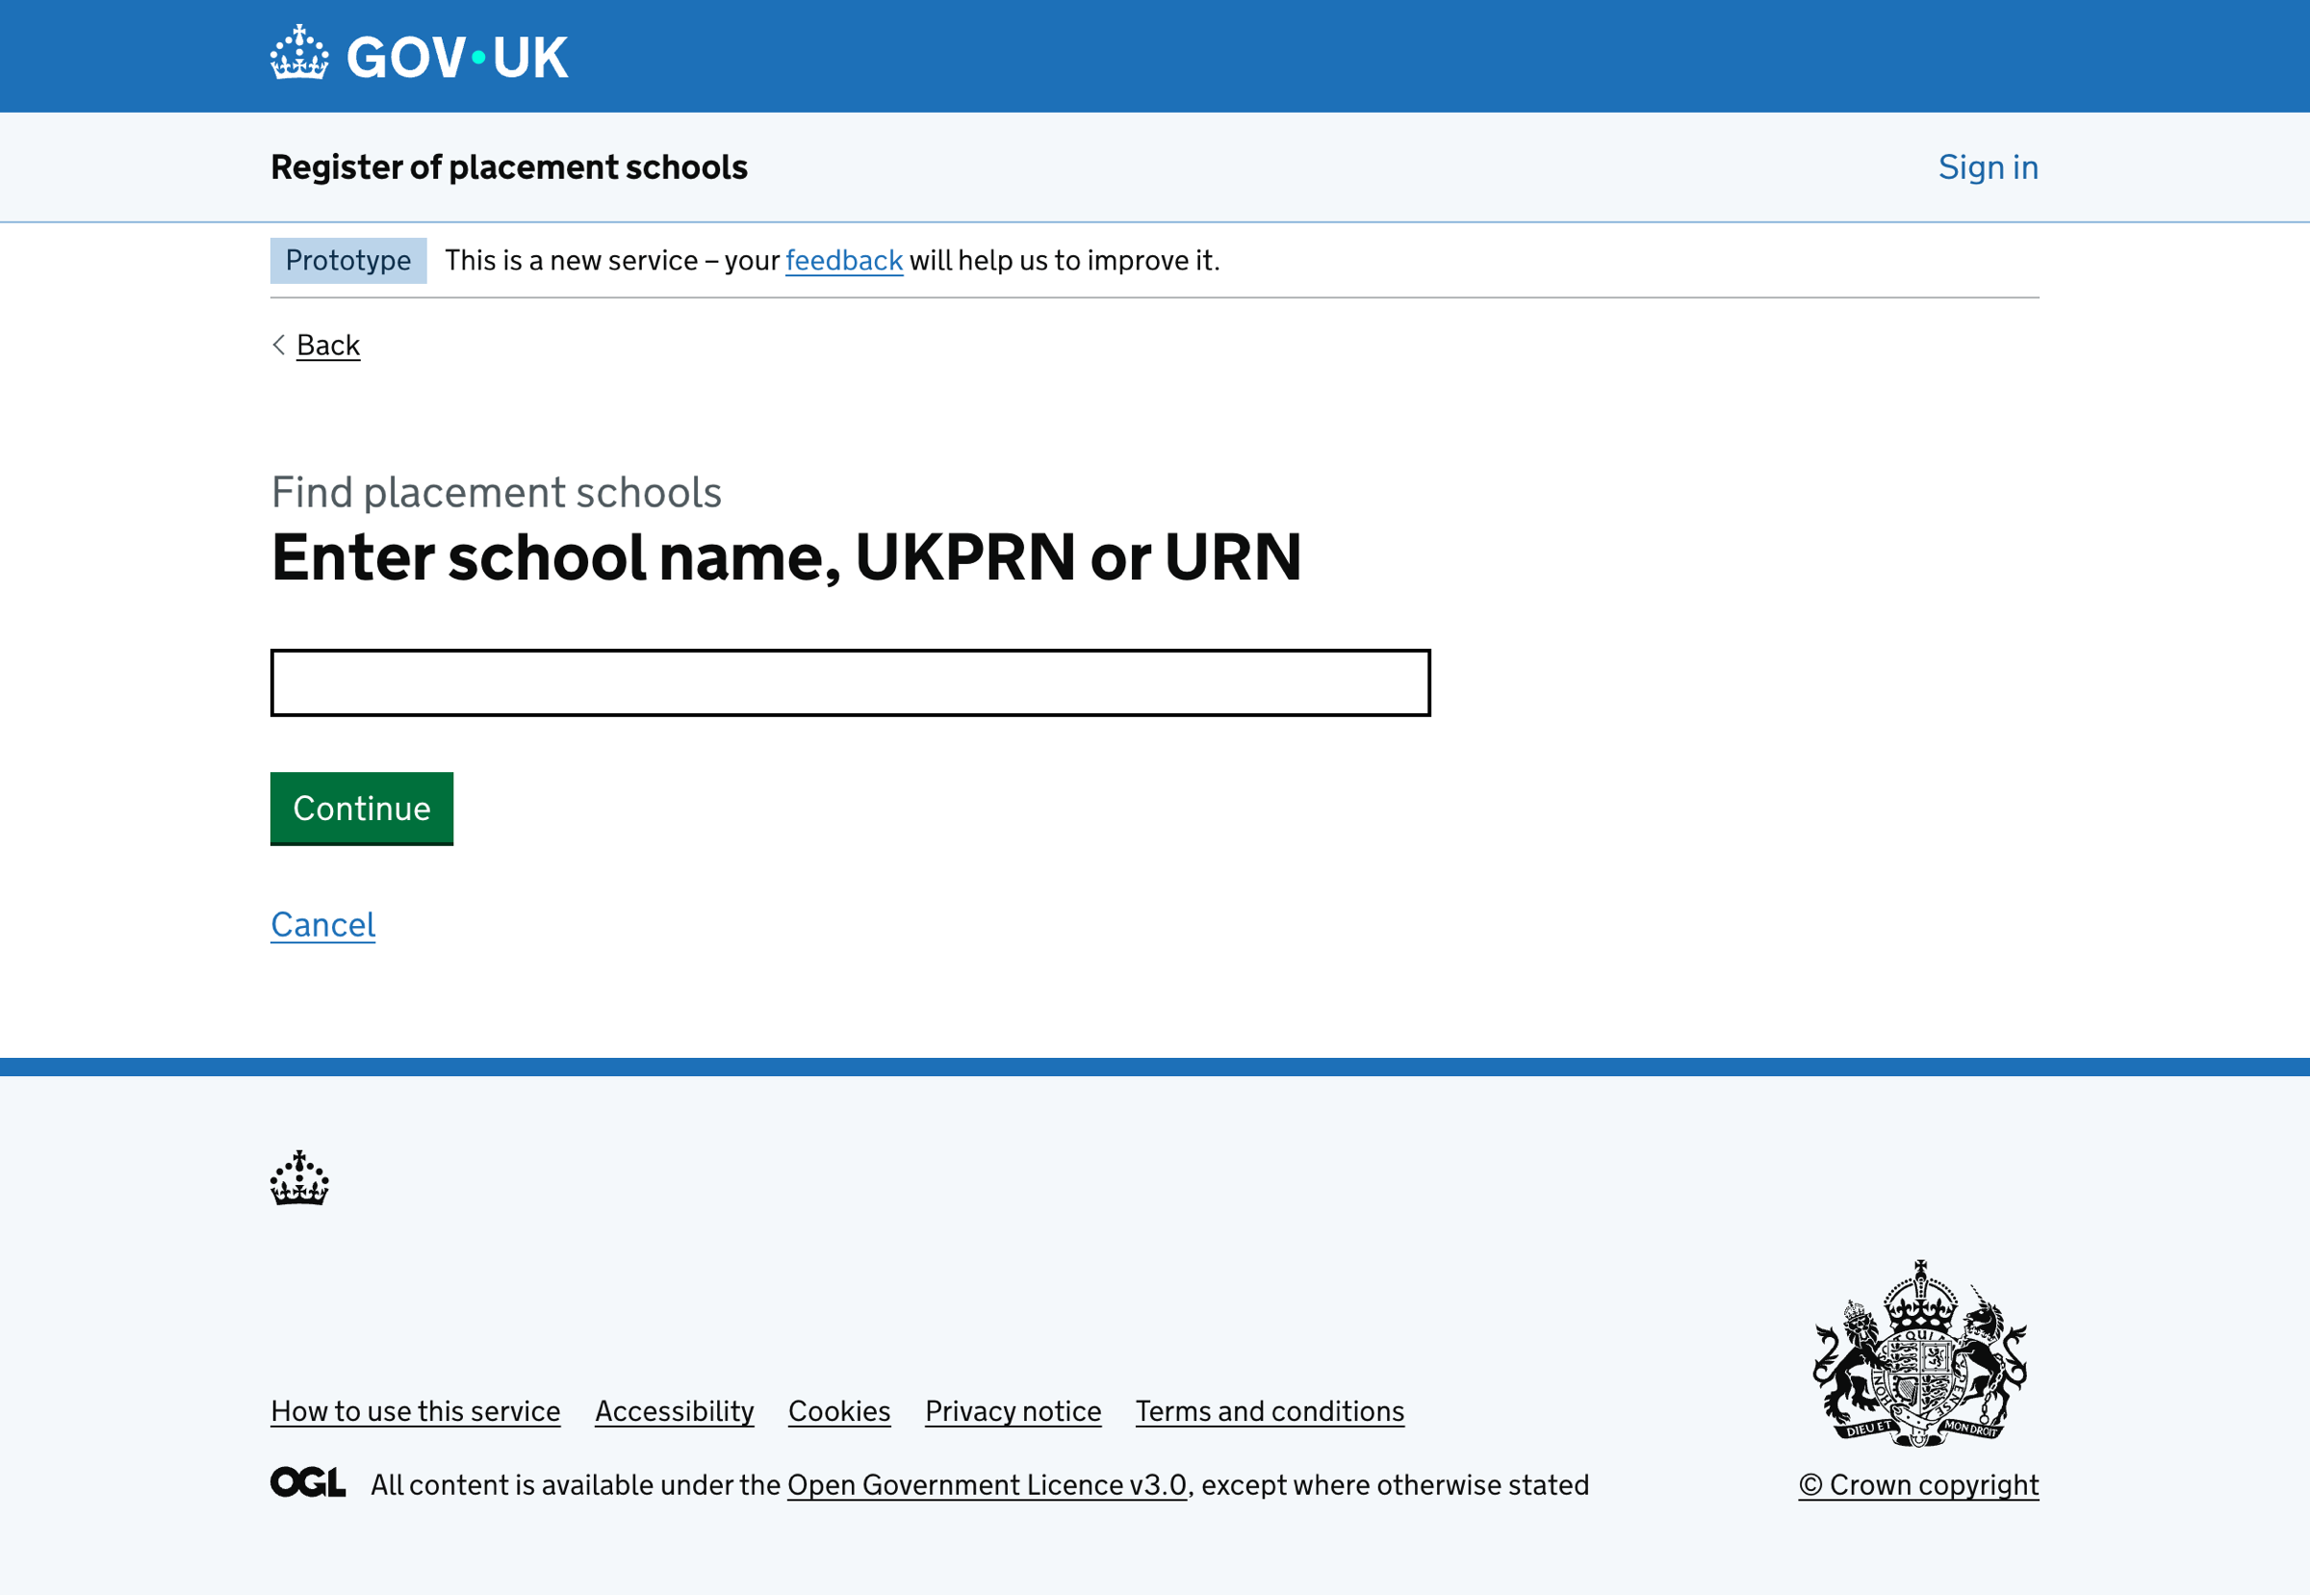 GOV·UK
Register of placement schools
Sign in
Prototype
This is a new service – your feedback will help us to improve it.
Back
Find placement schools
Enter school name, UKPRN or URN
Continue
Cancel
QUI
HONI
PENSE
DIEU ET
MON DROIT
How to use this service
Accessibility
Cookies
Privacy notice
Terms and conditions
OGL
All content is available under the Open Government Licence v3.0, except where otherwise stated
© Crown copyright